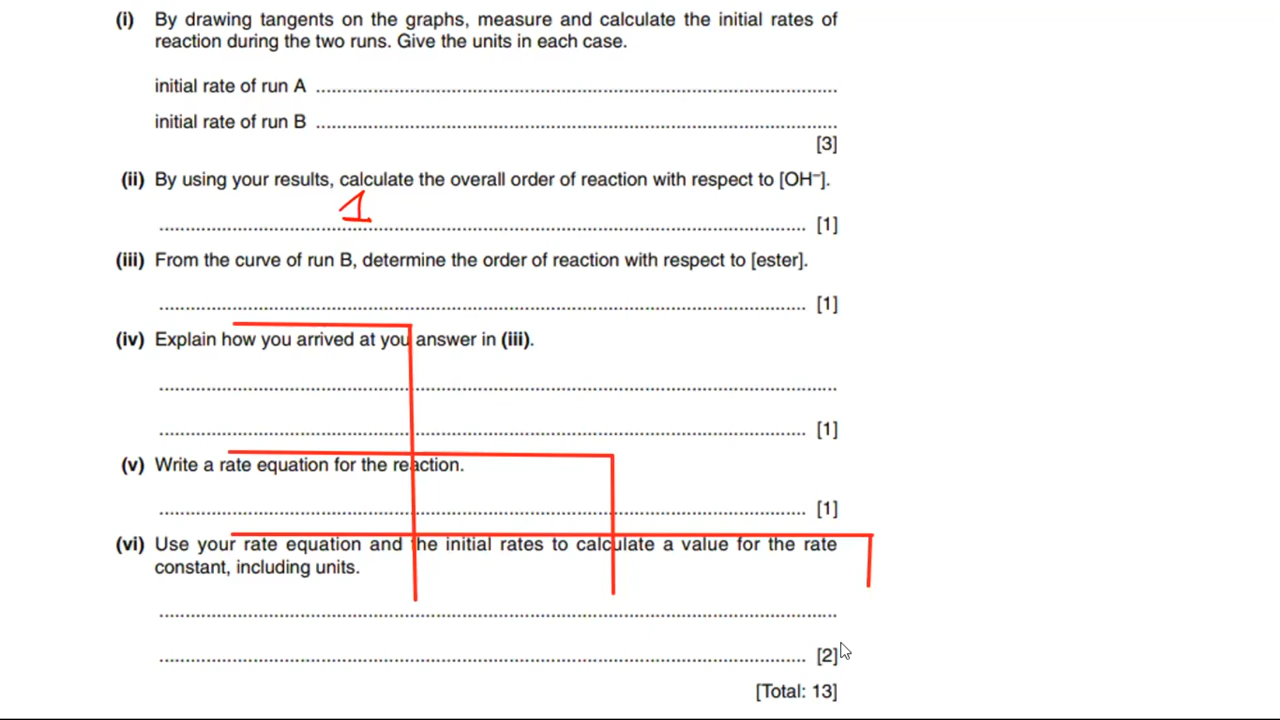 (i) By drawing tangents on the graphs, measure and calculate the initial rates of
reaction during the two runs. Give the units in each case.
initial rate of run A ....................................................................................................
initial rate of run B ....................................................................................................
[3]
(ii) By using your results, calculate the overall order of reaction with respect to [OH⁻].
1
.................................................................................................................... [1]
(iii) From the curve of run B, determine the order of reaction with respect to [ester].
.................................................................................................................... [1]
(iv) Explain how you arrived at you answer in (iii).
....................................................................................................................
.................................................................................................................... [1]
(v) Write a rate equation for the reaction.
.................................................................................................................... [1]
(vi) Use your rate equation and the initial rates to calculate a value for the rate
constant, including units.
....................................................................................................................
.................................................................................................................... [2]
[Total: 13]